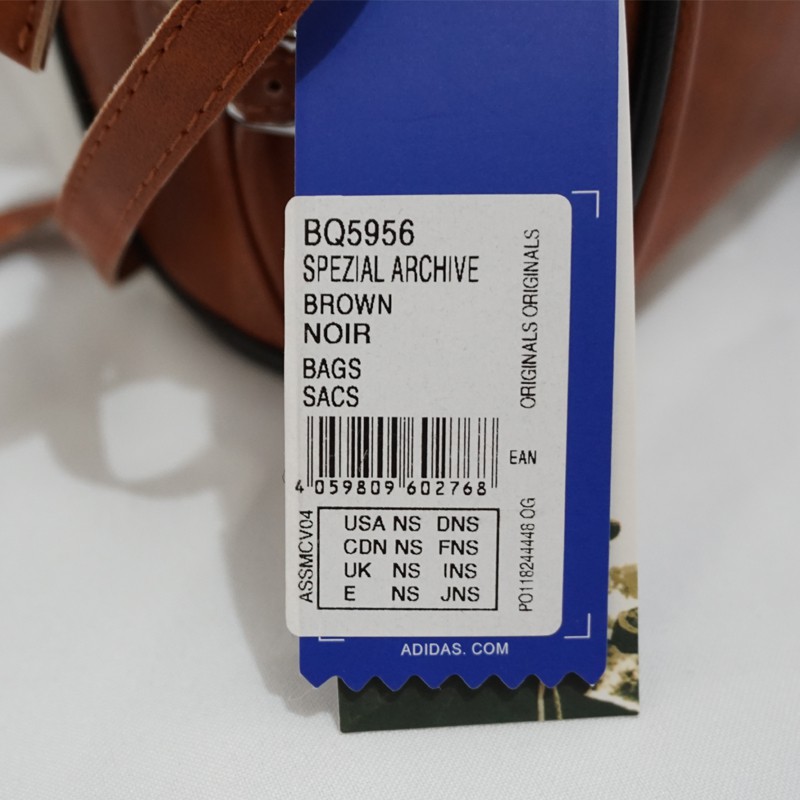 BQ5956
SPEZIAL ARCHIVE
BROWN
NOIR
BAGS
SACS
ORIGINALS ORIGINALS
EAN
4 059809 602768
ASSMCV04
USA NS DNS
CDN NS FNS
UK NS INS
E NS JNS
PO118244448 OG
ADIDAS. COM